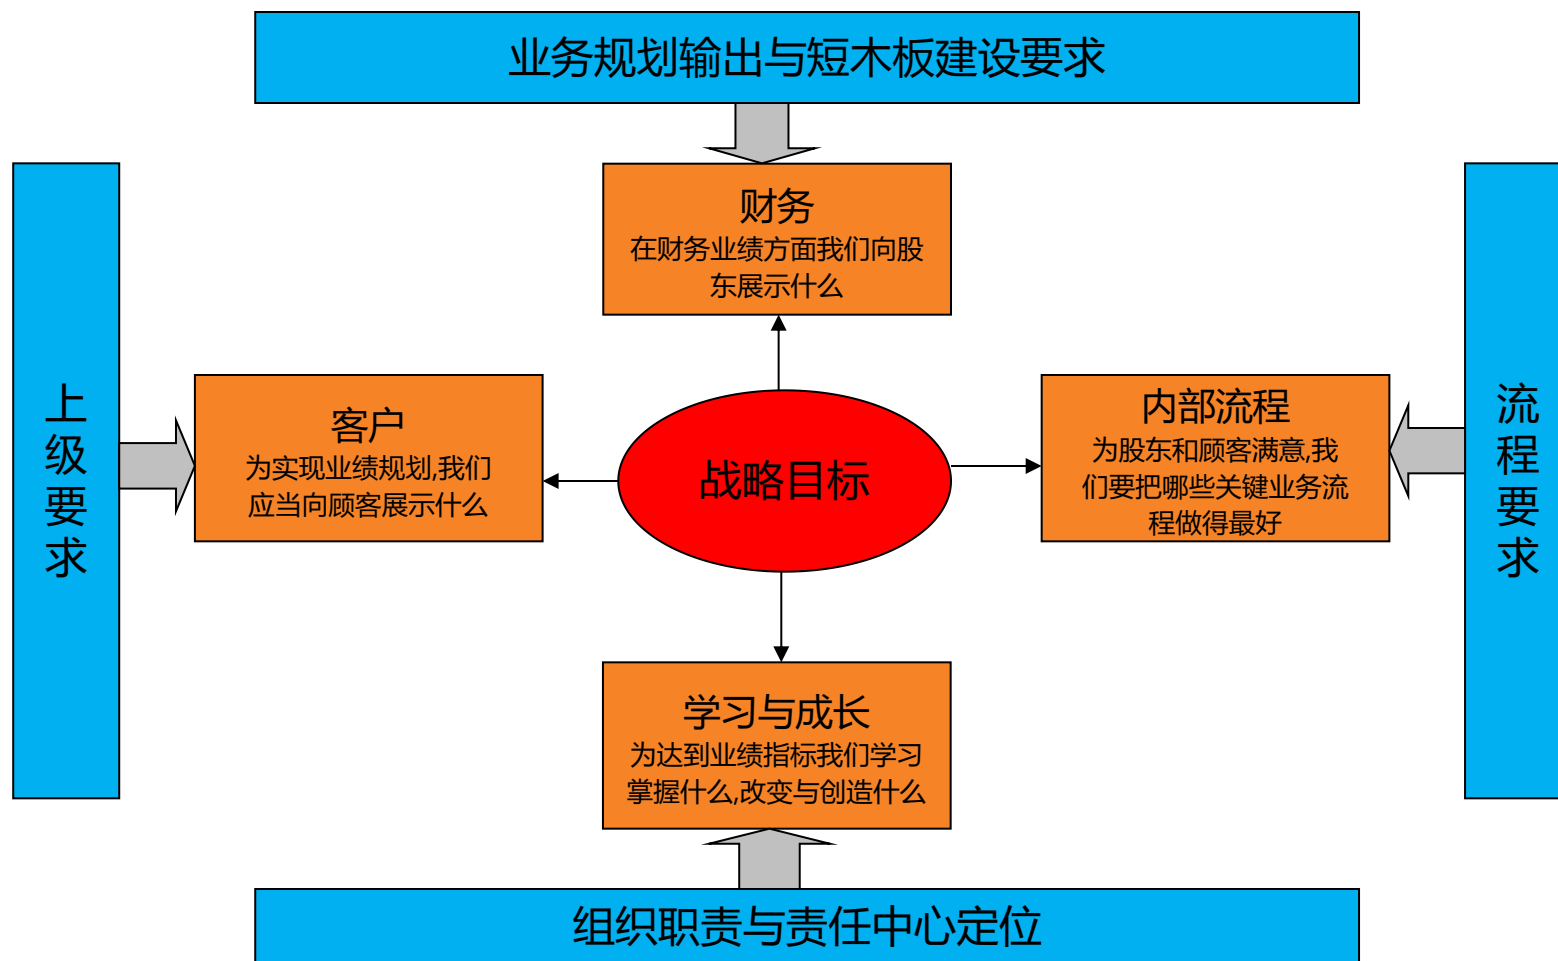 业务规划输出与短木板建设要求
财务
在财务业绩方面我们向股
东展示什么
上级要求
客户
为实现业绩规划,我们
应当向顾客展示什么
战略目标
内部流程
为股东和顾客满意,我
们要把哪些关键业务流
程做得最好
流程要求
学习与成长
为达到业绩指标我们学习
掌握什么,改变与创造什么
组织职责与责任中心定位